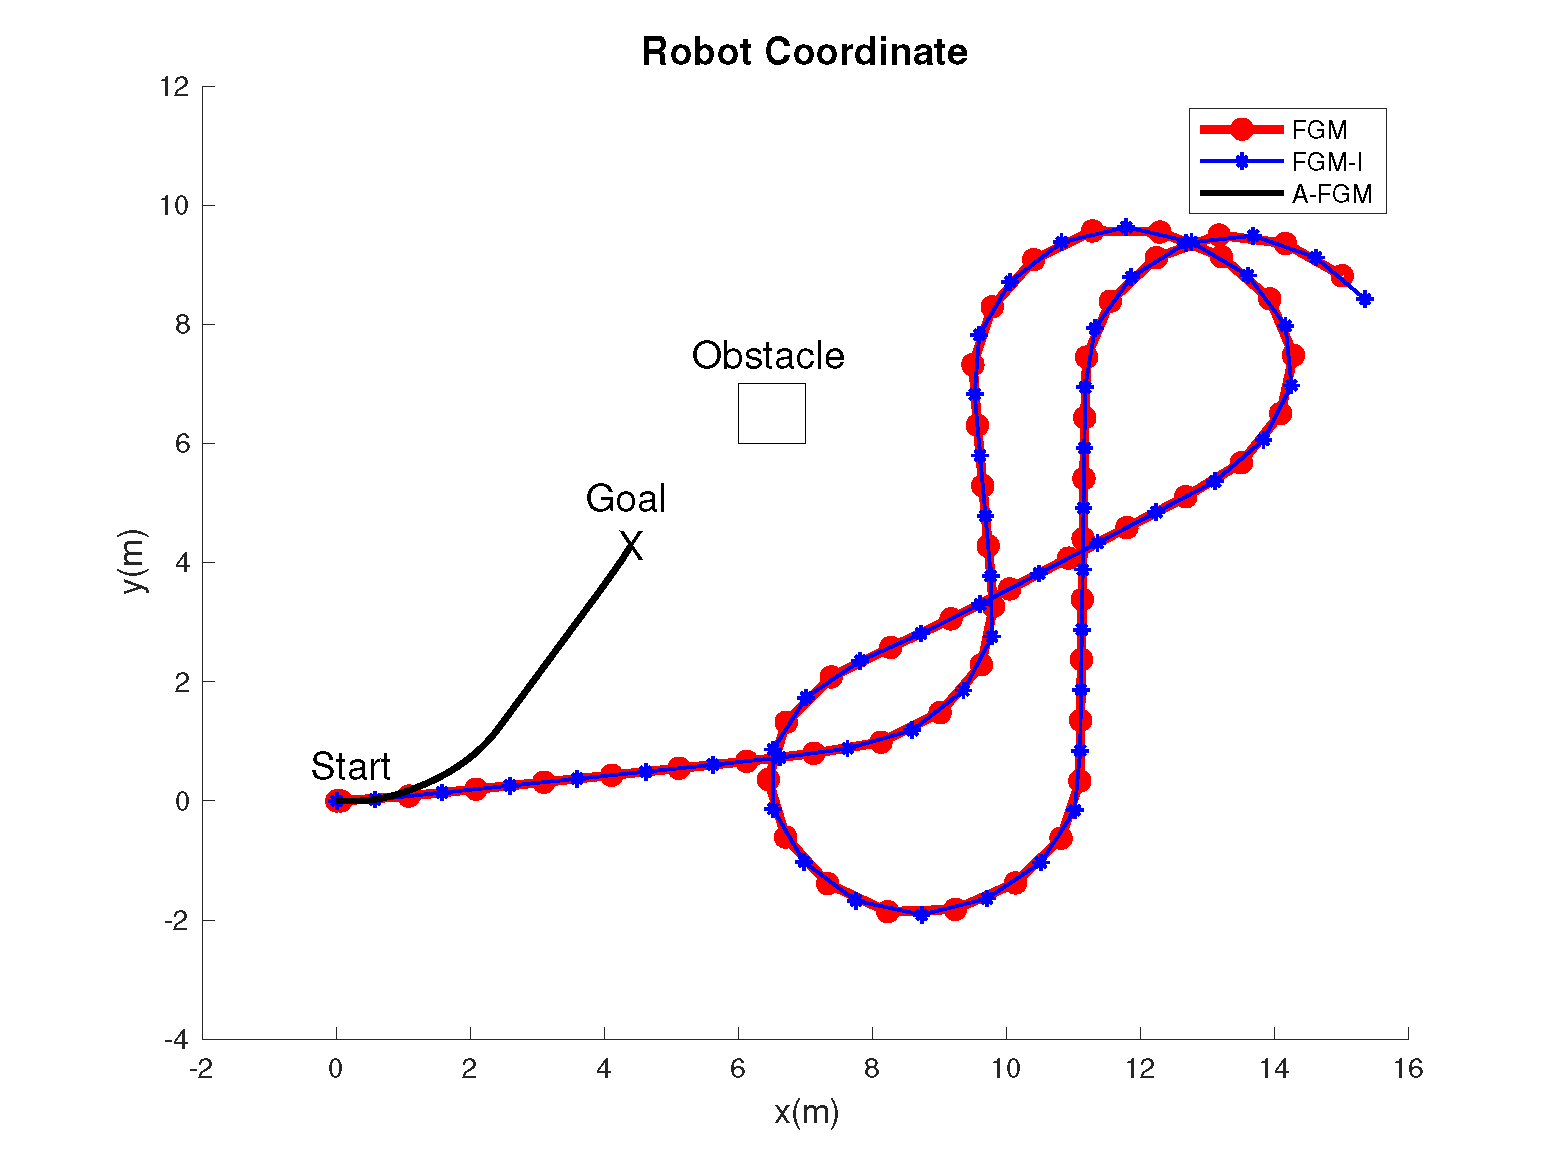 Robot Coordinate
12
10
8
6
4
2
0
-2
-4
y(m)
FGM
FGM-I
A-FGM
Obstacle
Goal
X
Start
-2
0
2
4
6
8
10
12
14
16
x(m)